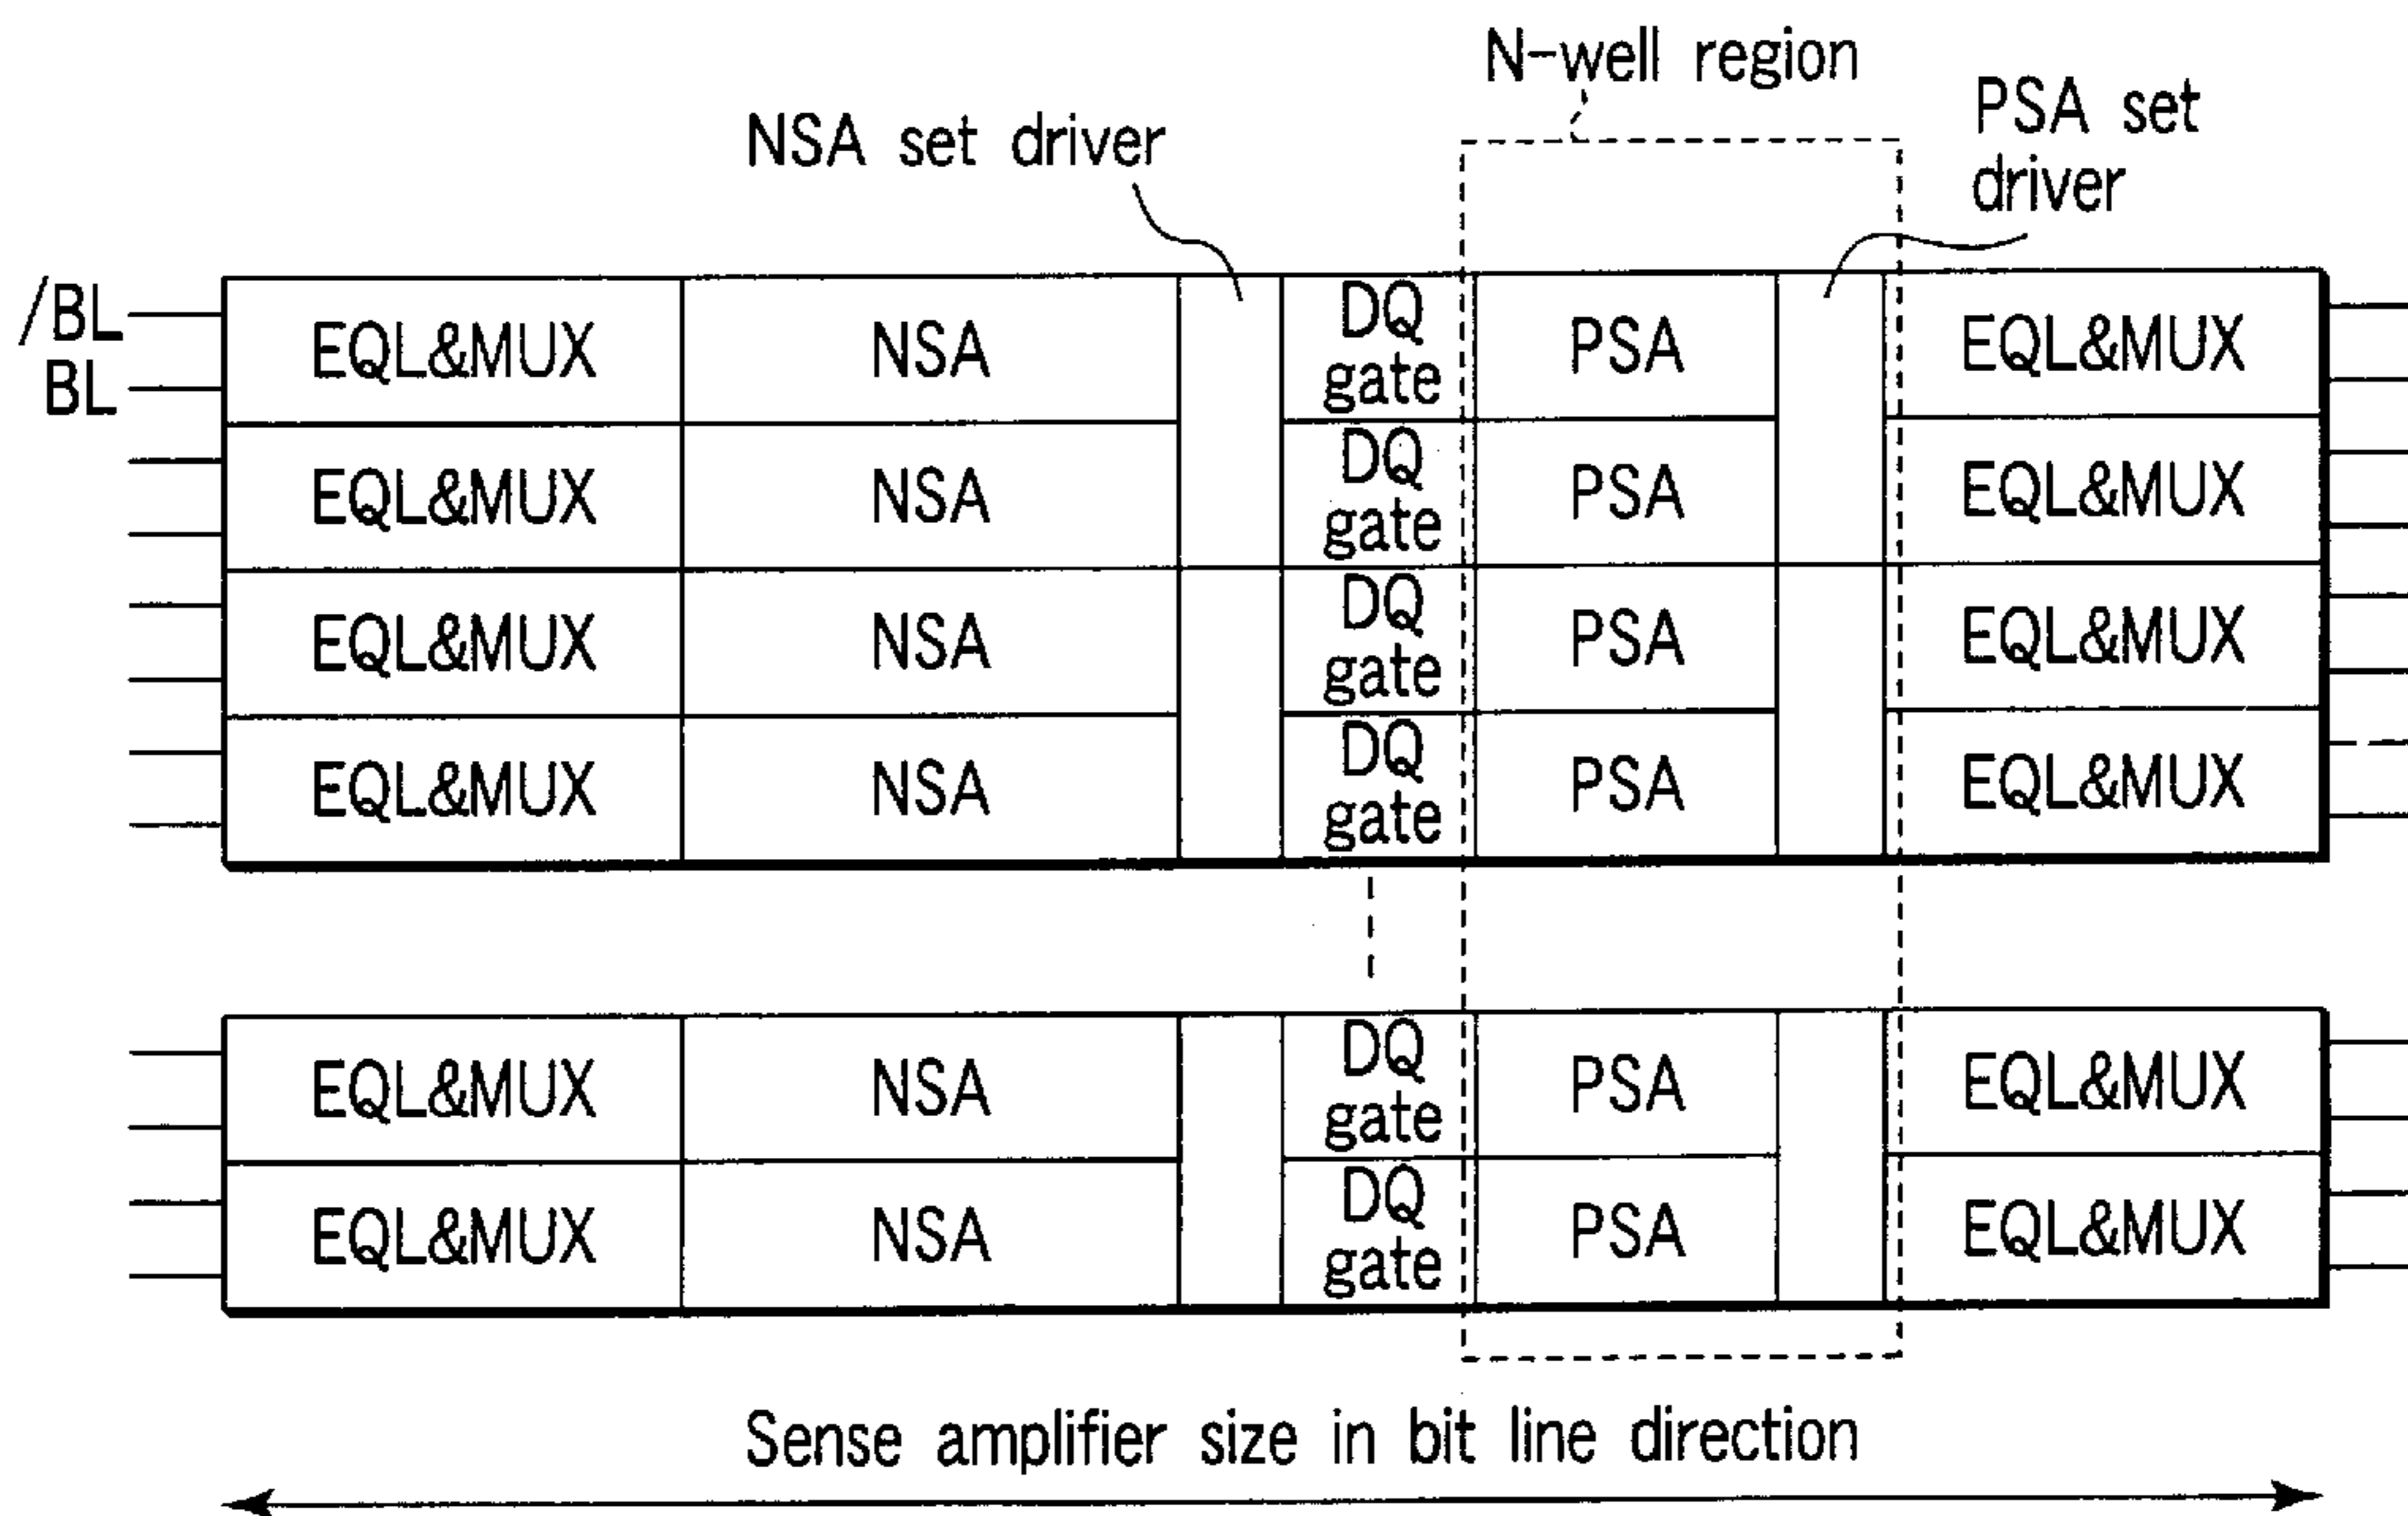 N-well region
NSA set driver
PSA set
driver
/BL
BL
EQL&MUX NSA DQ gate PSA EQL&MUX
EQL&MUX NSA DQ gate PSA EQL&MUX
EQL&MUX NSA DQ gate PSA EQL&MUX
EQL&MUX NSA DQ gate PSA EQL&MUX
EQL&MUX NSA DQ gate PSA EQL&MUX
EQL&MUX NSA DQ gate PSA EQL&MUX
Sense amplifier size in bit line direction